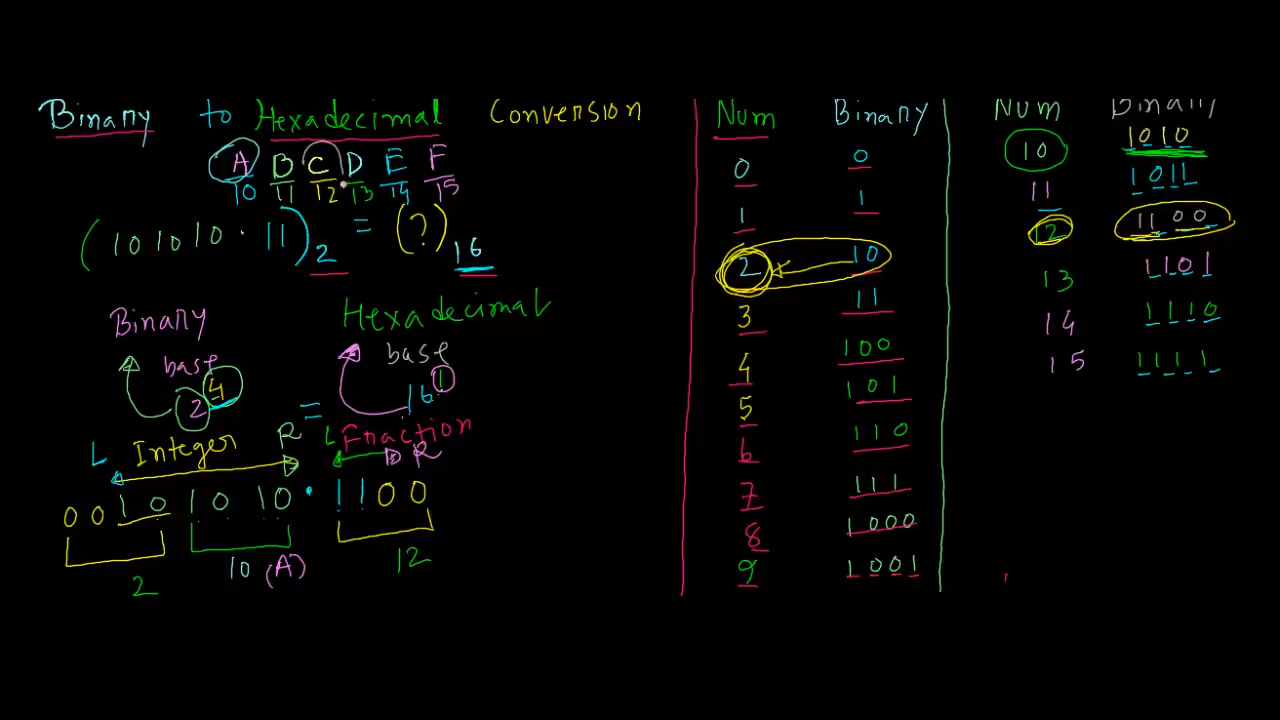 Binary to Hexadecimal Conversion
A B C D E F
10 11 12 13 14 15
(101010.11)2 = (?)16
Binary Hexadecimal
base base
2 4 = 16 1
L Integer R L Fraction R
0010 1010 . 1100
2 10 (A) 12
Num Binary
0 0
1 1
2 10
3 11
4 100
5 101
6 110
7 111
8 1000
9 1001
Num Binary
10 1010
11 1011
12 1100
13 1101
14 1110
15 1111